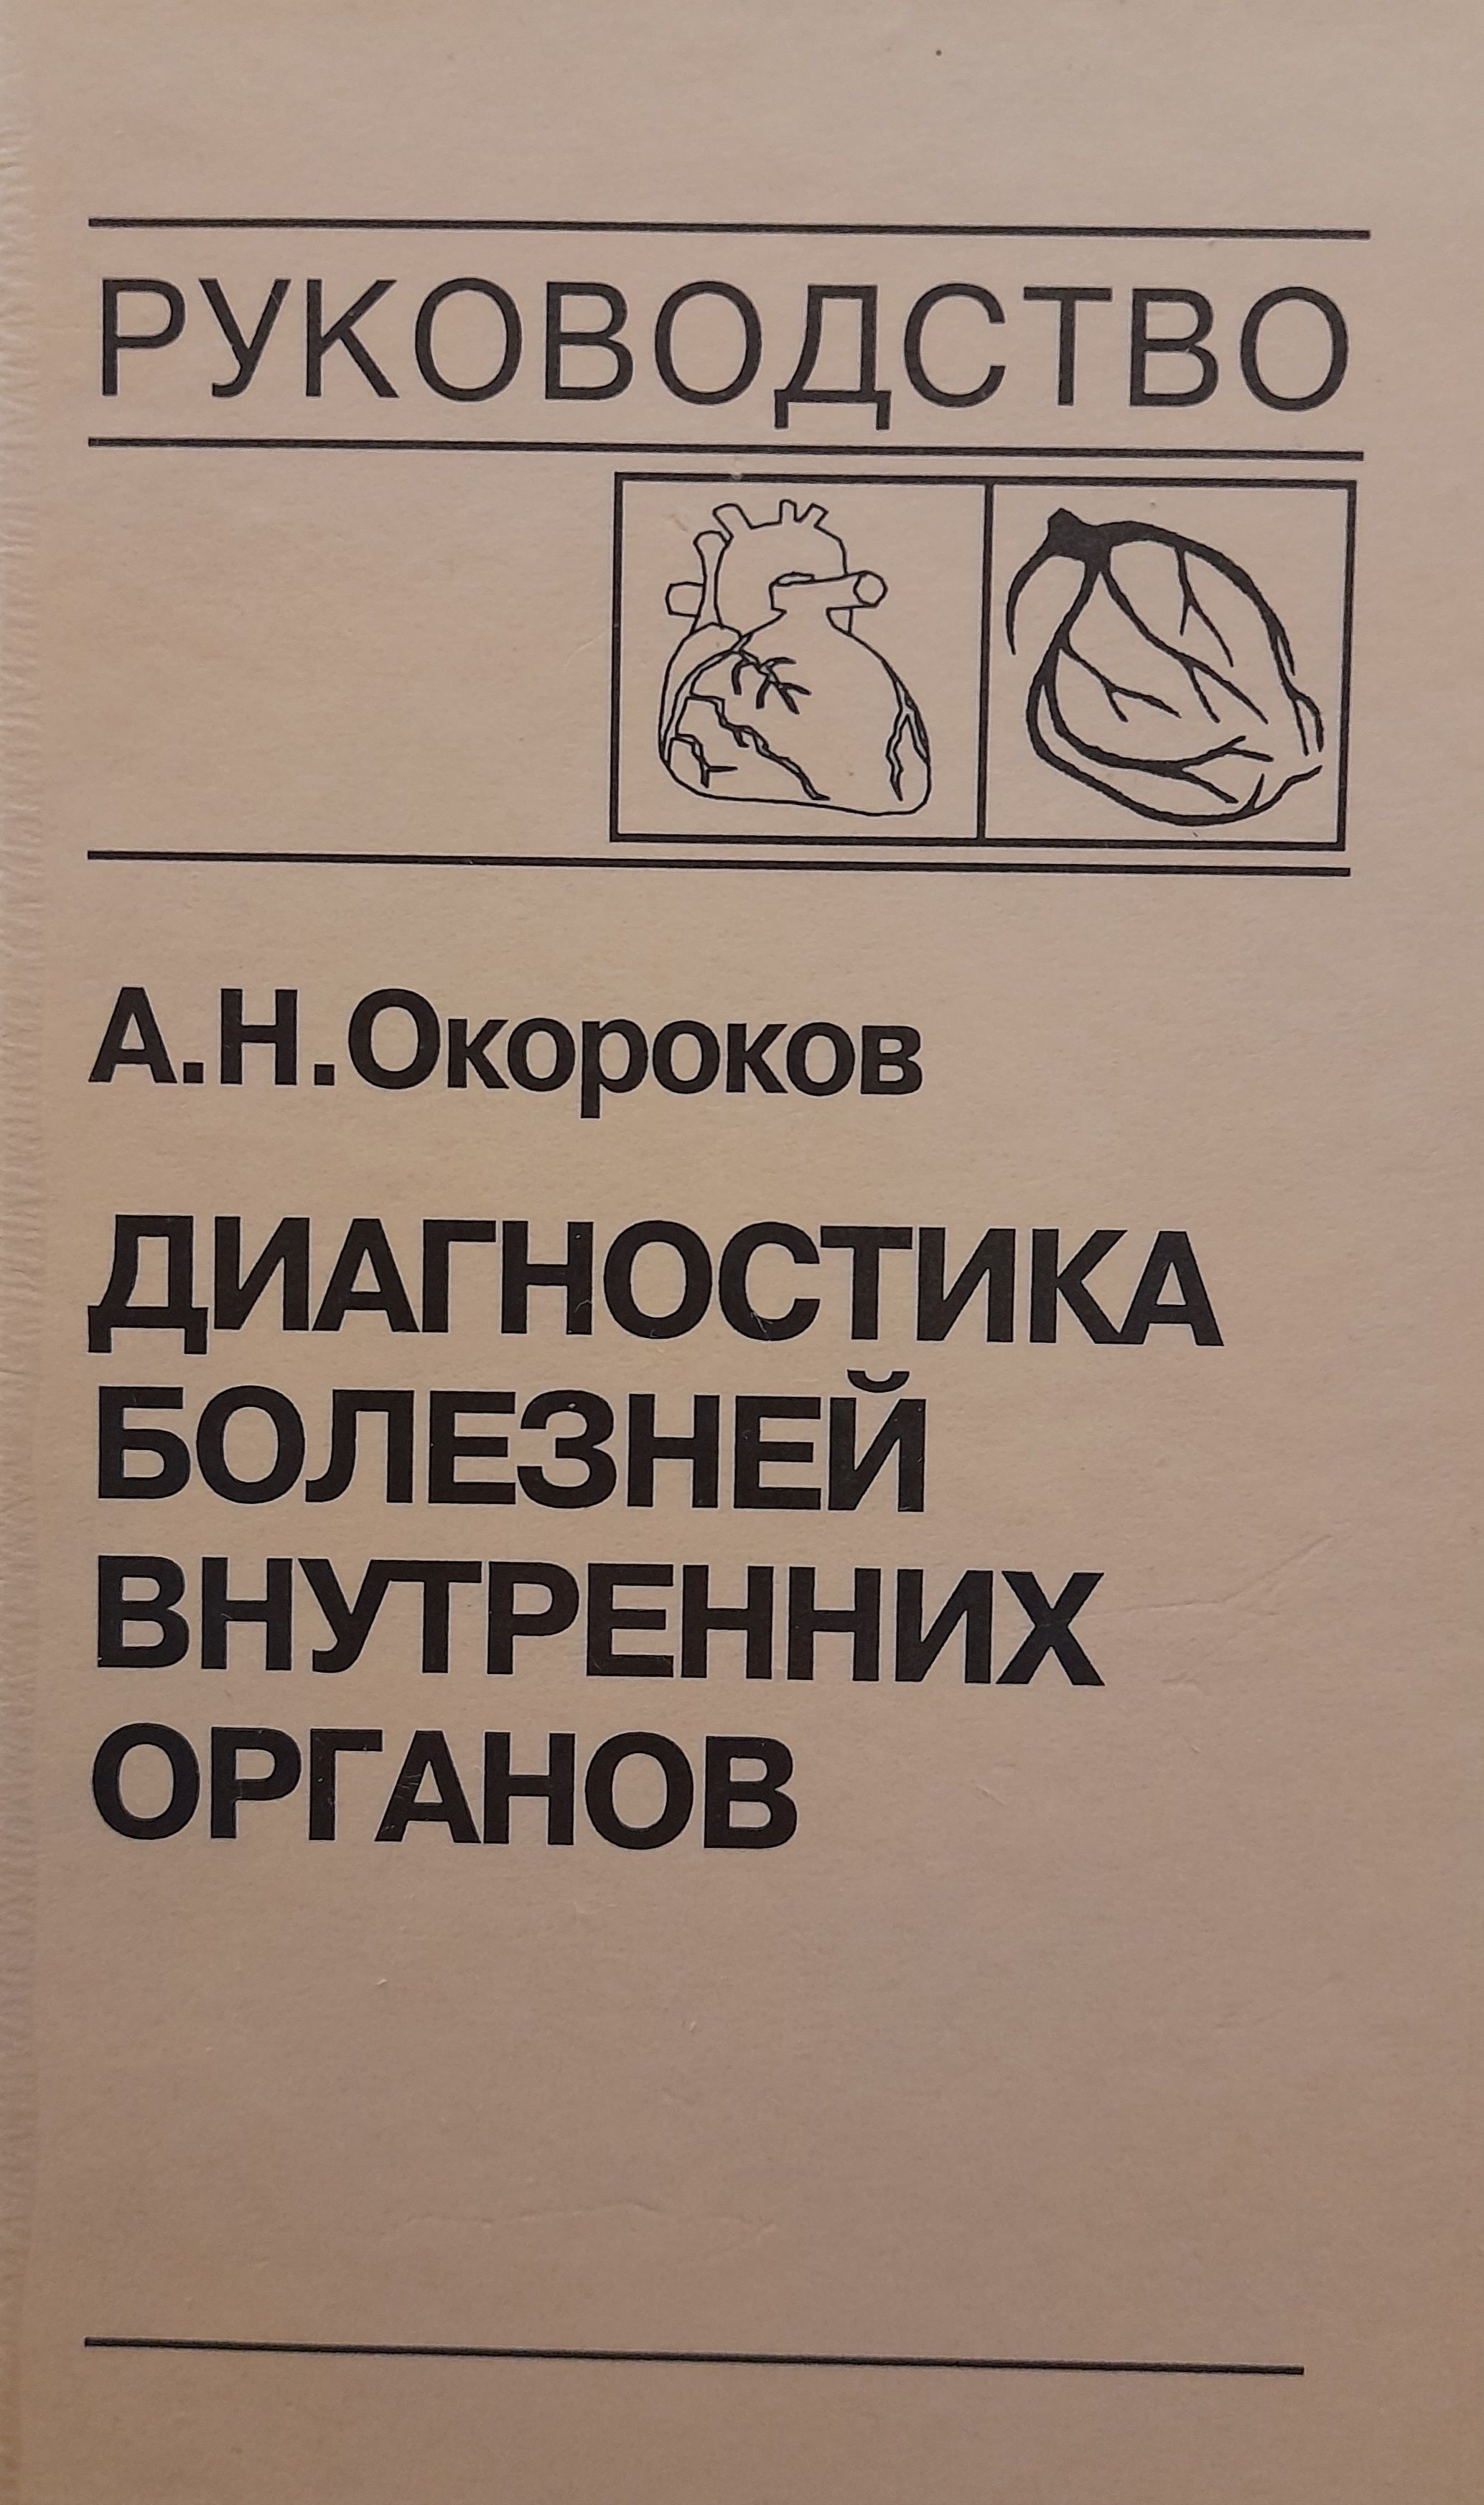 РУКОВОДСТВО
А.Н.Окороков
ДИАГНОСТИКА
БОЛЕЗНЕЙ
ВНУТРЕННИХ
ОРГАНОВ